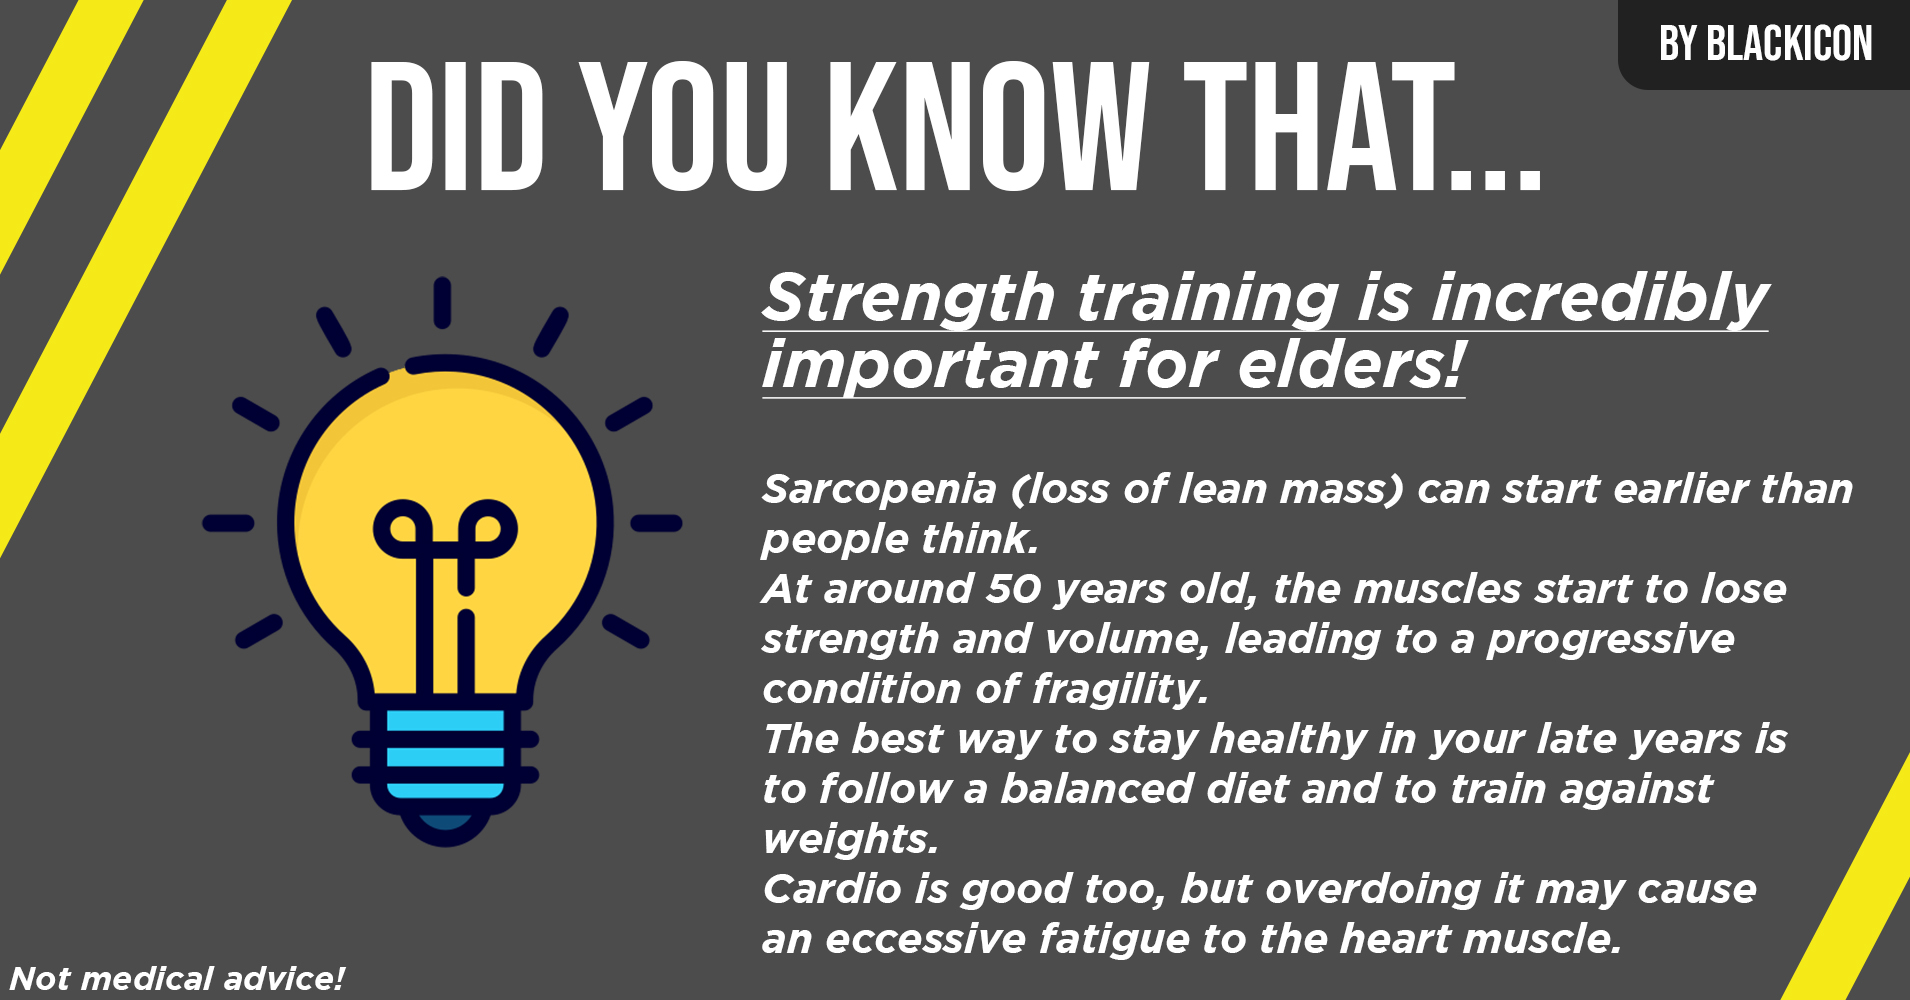 BY BLACKICON
DID YOU KNOW THAT...
Strength training is incredibly
important for elders!
Sarcopenia (loss of lean mass) can start earlier than
people think.
At around 50 years old, the muscles start to lose
strength and volume, leading to a progressive
condition of fragility.
The best way to stay healthy in your late years is
to follow a balanced diet and to train against
weights.
Cardio is good too, but overdoing it may cause
an eccessive fatigue to the heart muscle.
Not medical advice!